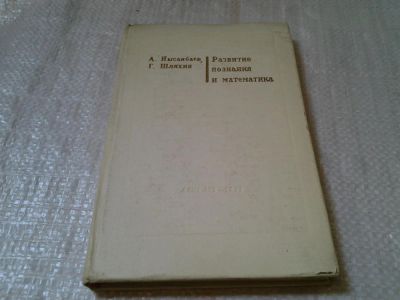 А. Нысанбаев,
Г. Шляхин
Развитие
познания
и математика